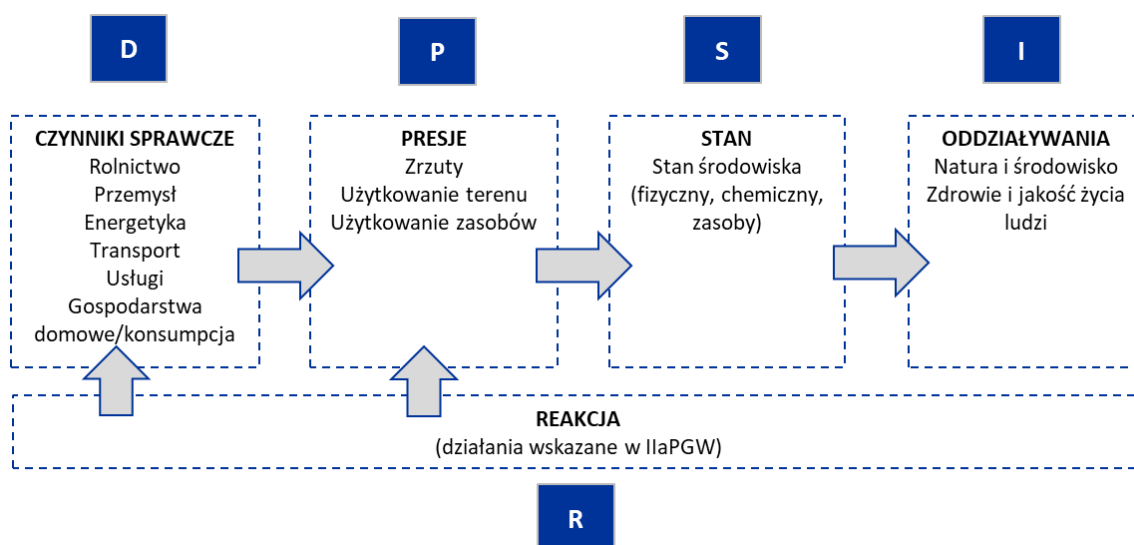 D
P
S
I
CZYNNIKI SPRAWCZE
Rolnictwo
Przemysł
Energetyka
Transport
Usługi
Gospodarstwa
domowe/konsumpcja
PRESJE
Zrzuty
Użytkowanie terenu
Użytkowanie zasobów
STAN
Stan środowiska
(fizyczny, chemiczny,
zasoby)
ODDZIAŁYWANIA
Natura i środowisko
Zdrowie i jakość życia
ludzi
REAKCJA
(działania wskazane w IIaPGW)
R